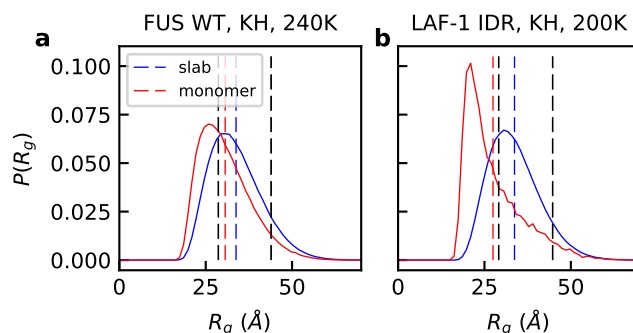 FUS WT, KH, 240K
LAF-1 IDR, KH, 200K
a
b
slab
monomer
P(Rg)
0.100
0.075
0.050
0.025
0.000
0 25 50
0 25 50
Rg (Å)
Rg (Å)